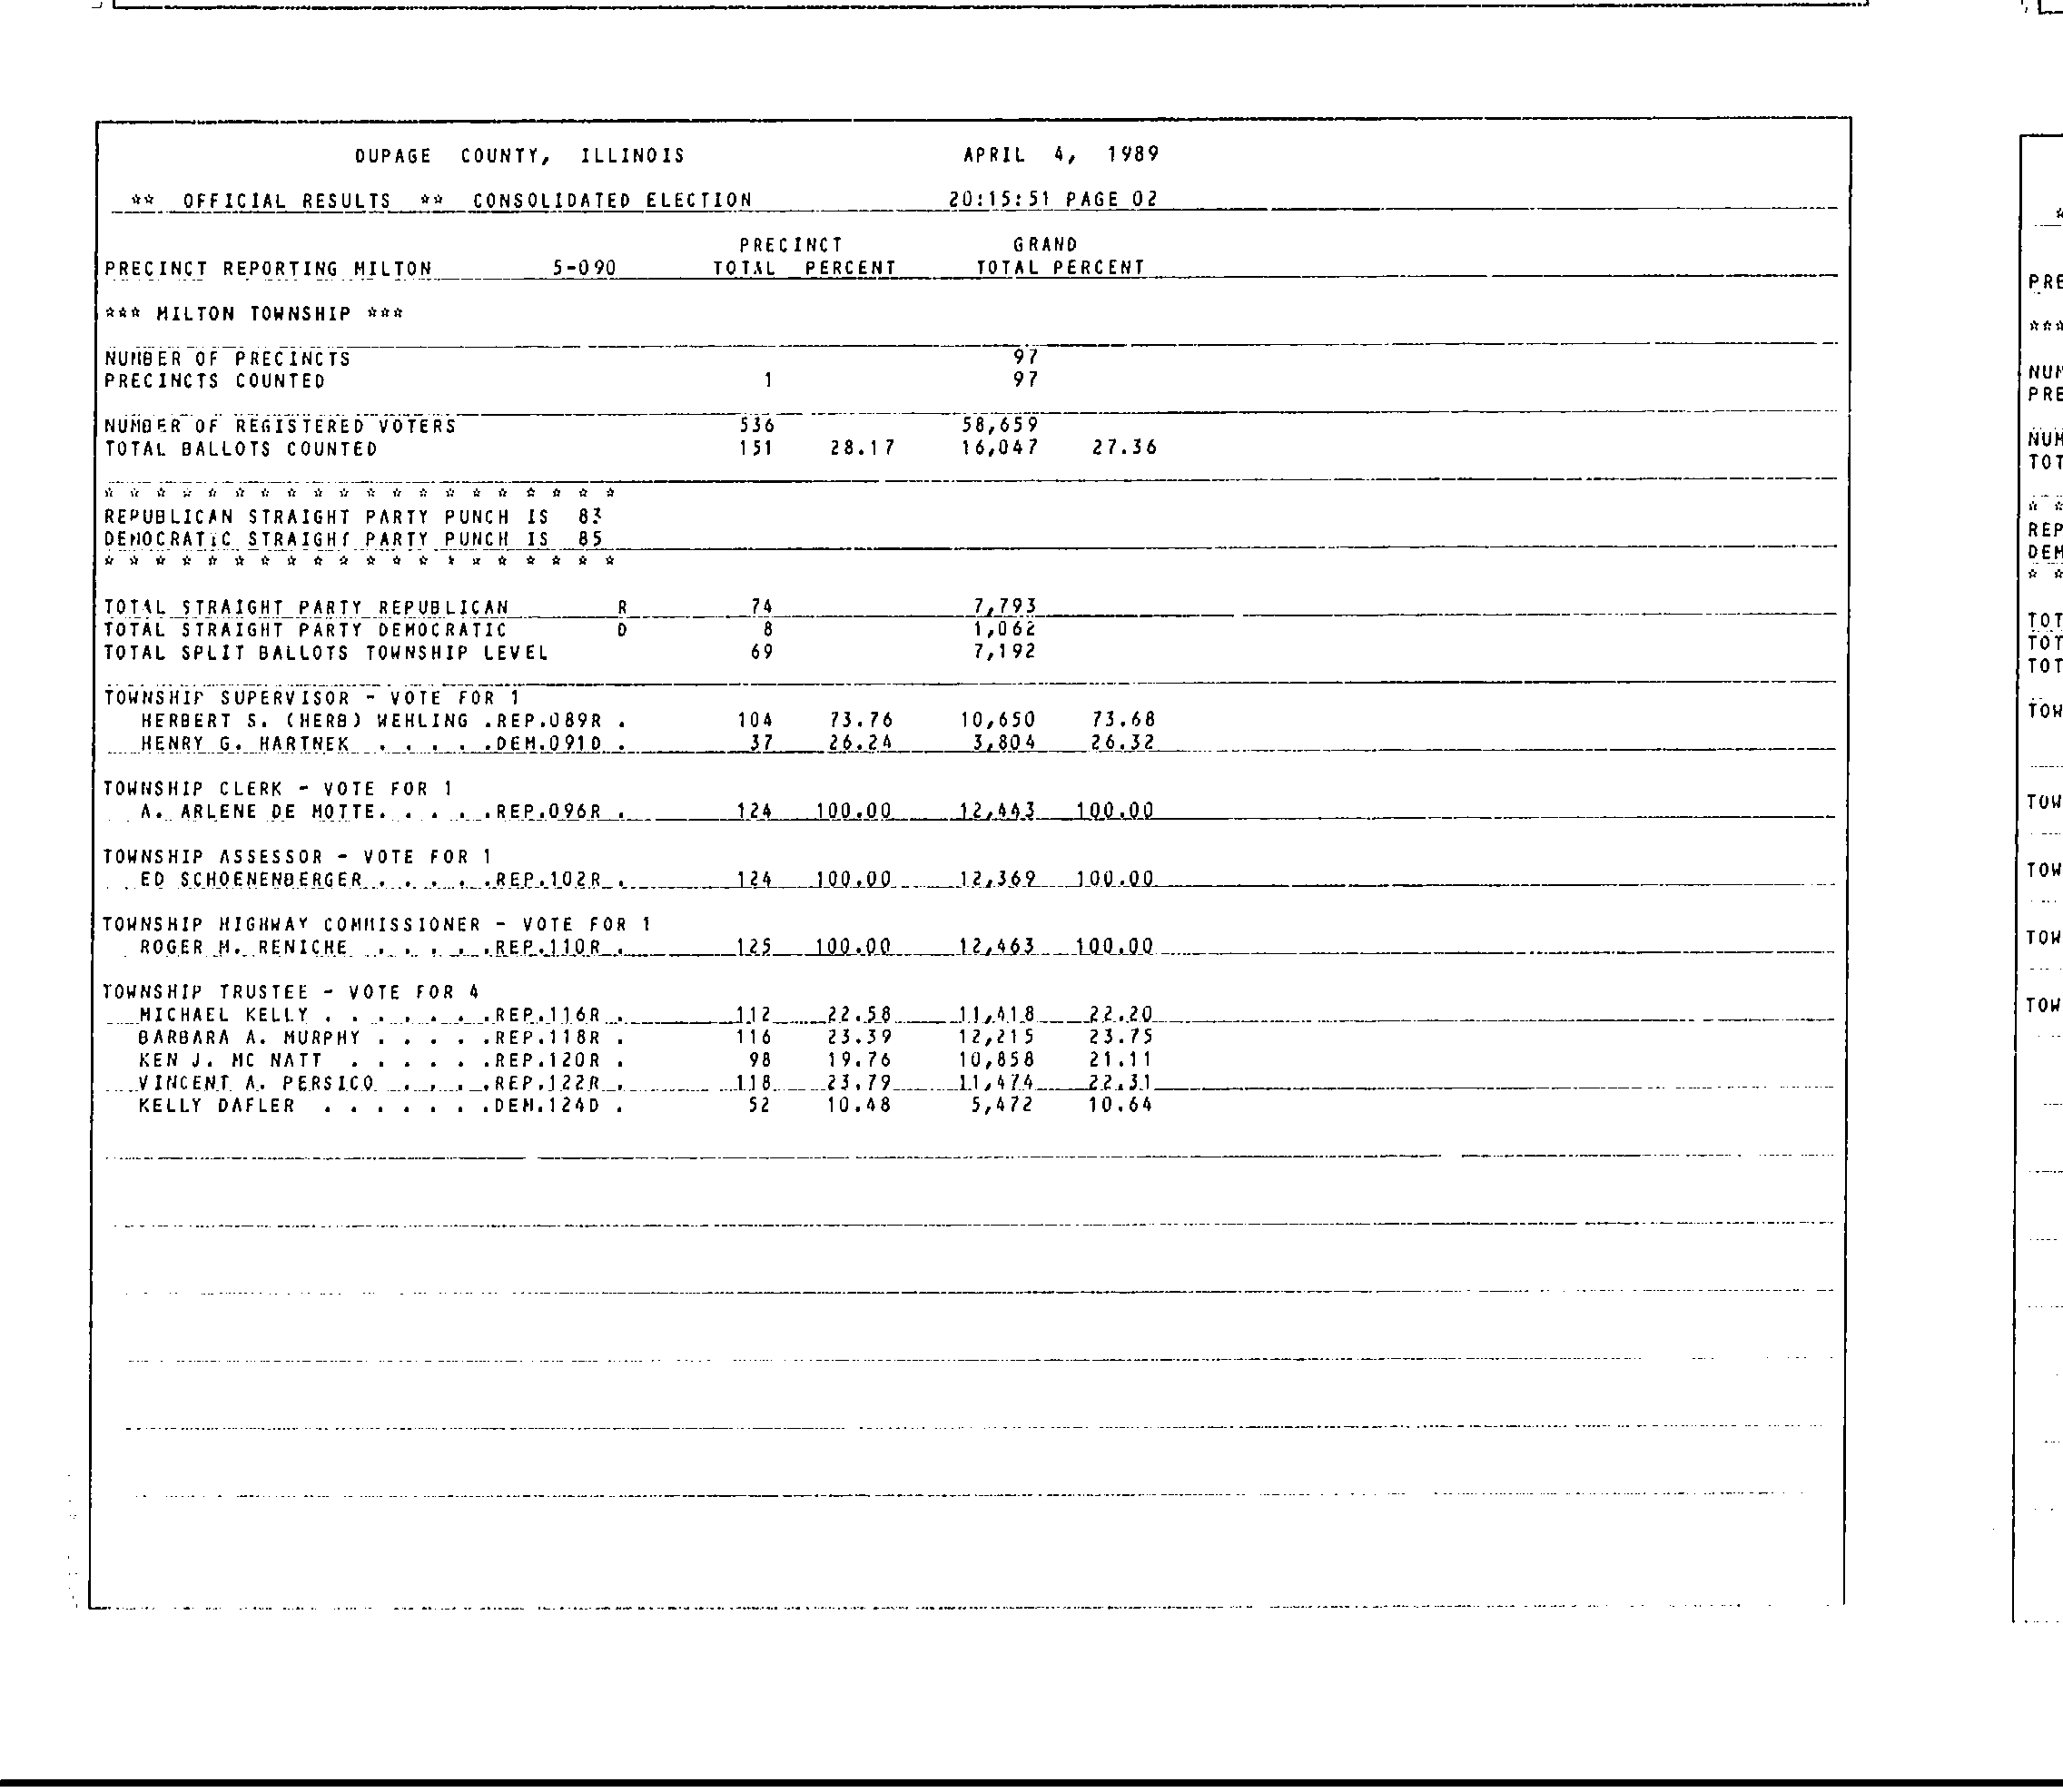 DUPAGE COUNTY, ILLINOIS APRIL 4, 1989
** OFFICIAL RESULTS ** CONSOLIDATED ELECTION 20:15:51 PAGE 02
PRECINCT GRAND
PRECINCT REPORTING MILTON 5-090 TOTAL PERCENT TOTAL PERCENT
*** MILTON TOWNSHIP ***
NUMBER OF PRECINCTS 97
PRECINCTS COUNTED 1 97
NUMBER OF REGISTERED VOTERS 536 58,659
TOTAL BALLOTS COUNTED 151 28.17 16,047 27.36
* * * * * * * * * * * * * * * * * * * *
REPUBLICAN STRAIGHT PARTY PUNCH IS 83
DEMOCRATIC STRAIGHT PARTY PUNCH IS 85
* * * * * * * * * * * * * * * * * * * *
TOTAL STRAIGHT PARTY REPUBLICAN R 74 7,793
TOTAL STRAIGHT PARTY DEMOCRATIC D 8 1,062
TOTAL SPLIT BALLOTS TOWNSHIP LEVEL 69 7,192
TOWNSHIP SUPERVISOR - VOTE FOR 1
HERBERT S. (HERB) WEHLING .REP.089R . 104 73.76 10,650 73.68
HENRY G. HARTNEK . . . . .DEM.091D . 37 26.24 3,804 26.32
TOWNSHIP CLERK - VOTE FOR 1
A. ARLENE DE MOTTE. . . . .REP.096R . 124 100.00 12,443 100.00
TOWNSHIP ASSESSOR - VOTE FOR 1
ED SCHOENENBERGER . . . . .REP.102R . 124 100.00 12,369 100.00
TOWNSHIP HIGHWAY COMMISSIONER - VOTE FOR 1
ROGER M. RENICHE . . . . .REP.110R . 125 100.00 12,463 100.00
TOWNSHIP TRUSTEE - VOTE FOR 4
MICHAEL KELLY . . . . . . .REP.116R . 112 22.58 11,418 22.20
BARBARA A. MURPHY . . . . .REP.118R . 116 23.39 12,215 23.75
KEN J. MC NATT . . . . . .REP.120R . 98 19.76 10,858 21.11
VINCENT A. PERSICO . . . .REP.122R . 118 23.79 11,474 22.31
KELLY DAFLER . . . . . . .DEM.124D . 52 10.48 5,472 10.64
PRE
***
NUM
PRE
NUM
TOT
* *
REP
DEM
* *
TOT
TOT
TOT
TOW
TOW
TOW
TOW
TOW